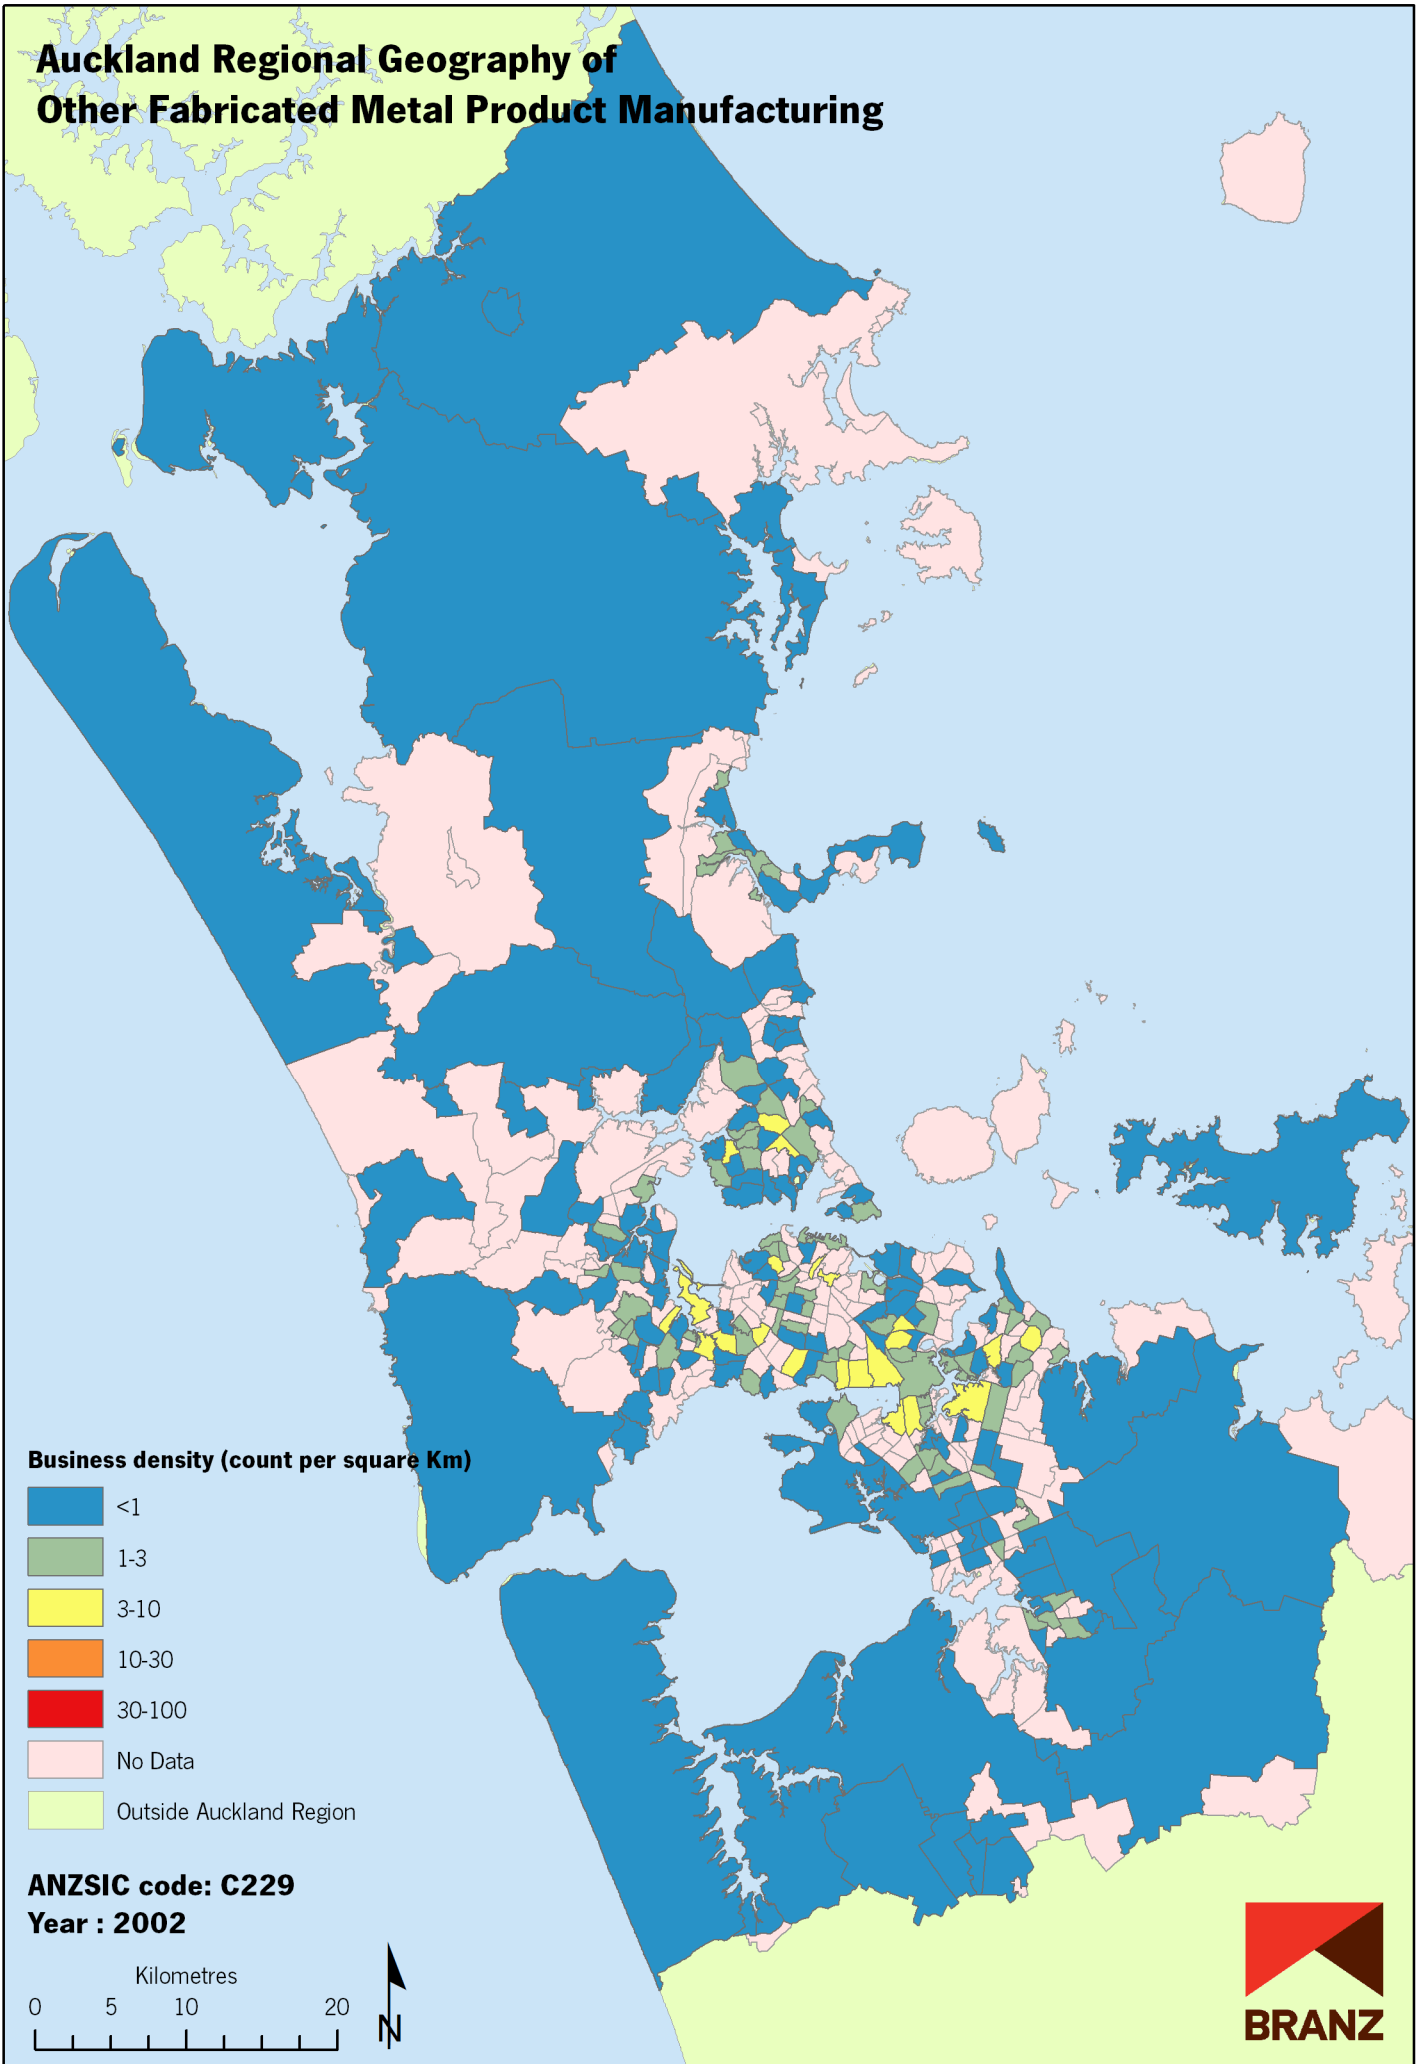 Auckland Regional Geography of
Other Fabricated Metal Product Manufacturing
Business density (count per square Km)
<1
1-3
3-10
10-30
30-100
No Data
Outside Auckland Region
ANZSIC code: C229
Year : 2002
Kilometres
0 5 10 20
N
BRANZ